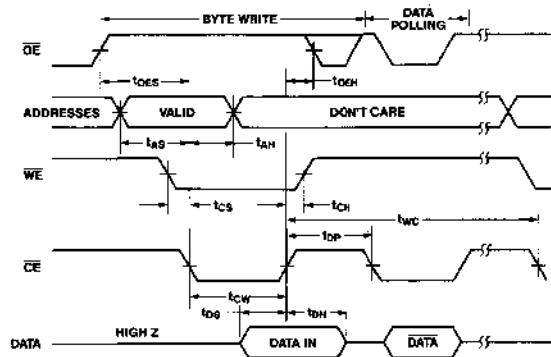 BYTE WRITE
DATA POLLING
OE
tOES
tOEH
ADDRESSES
VALID
DON'T CARE
tAS
tAH
WE
tCS
tCH
tWC
tDP
CE
tCW
tDS
tDH
HIGH Z
DATA
DATA IN
DATA